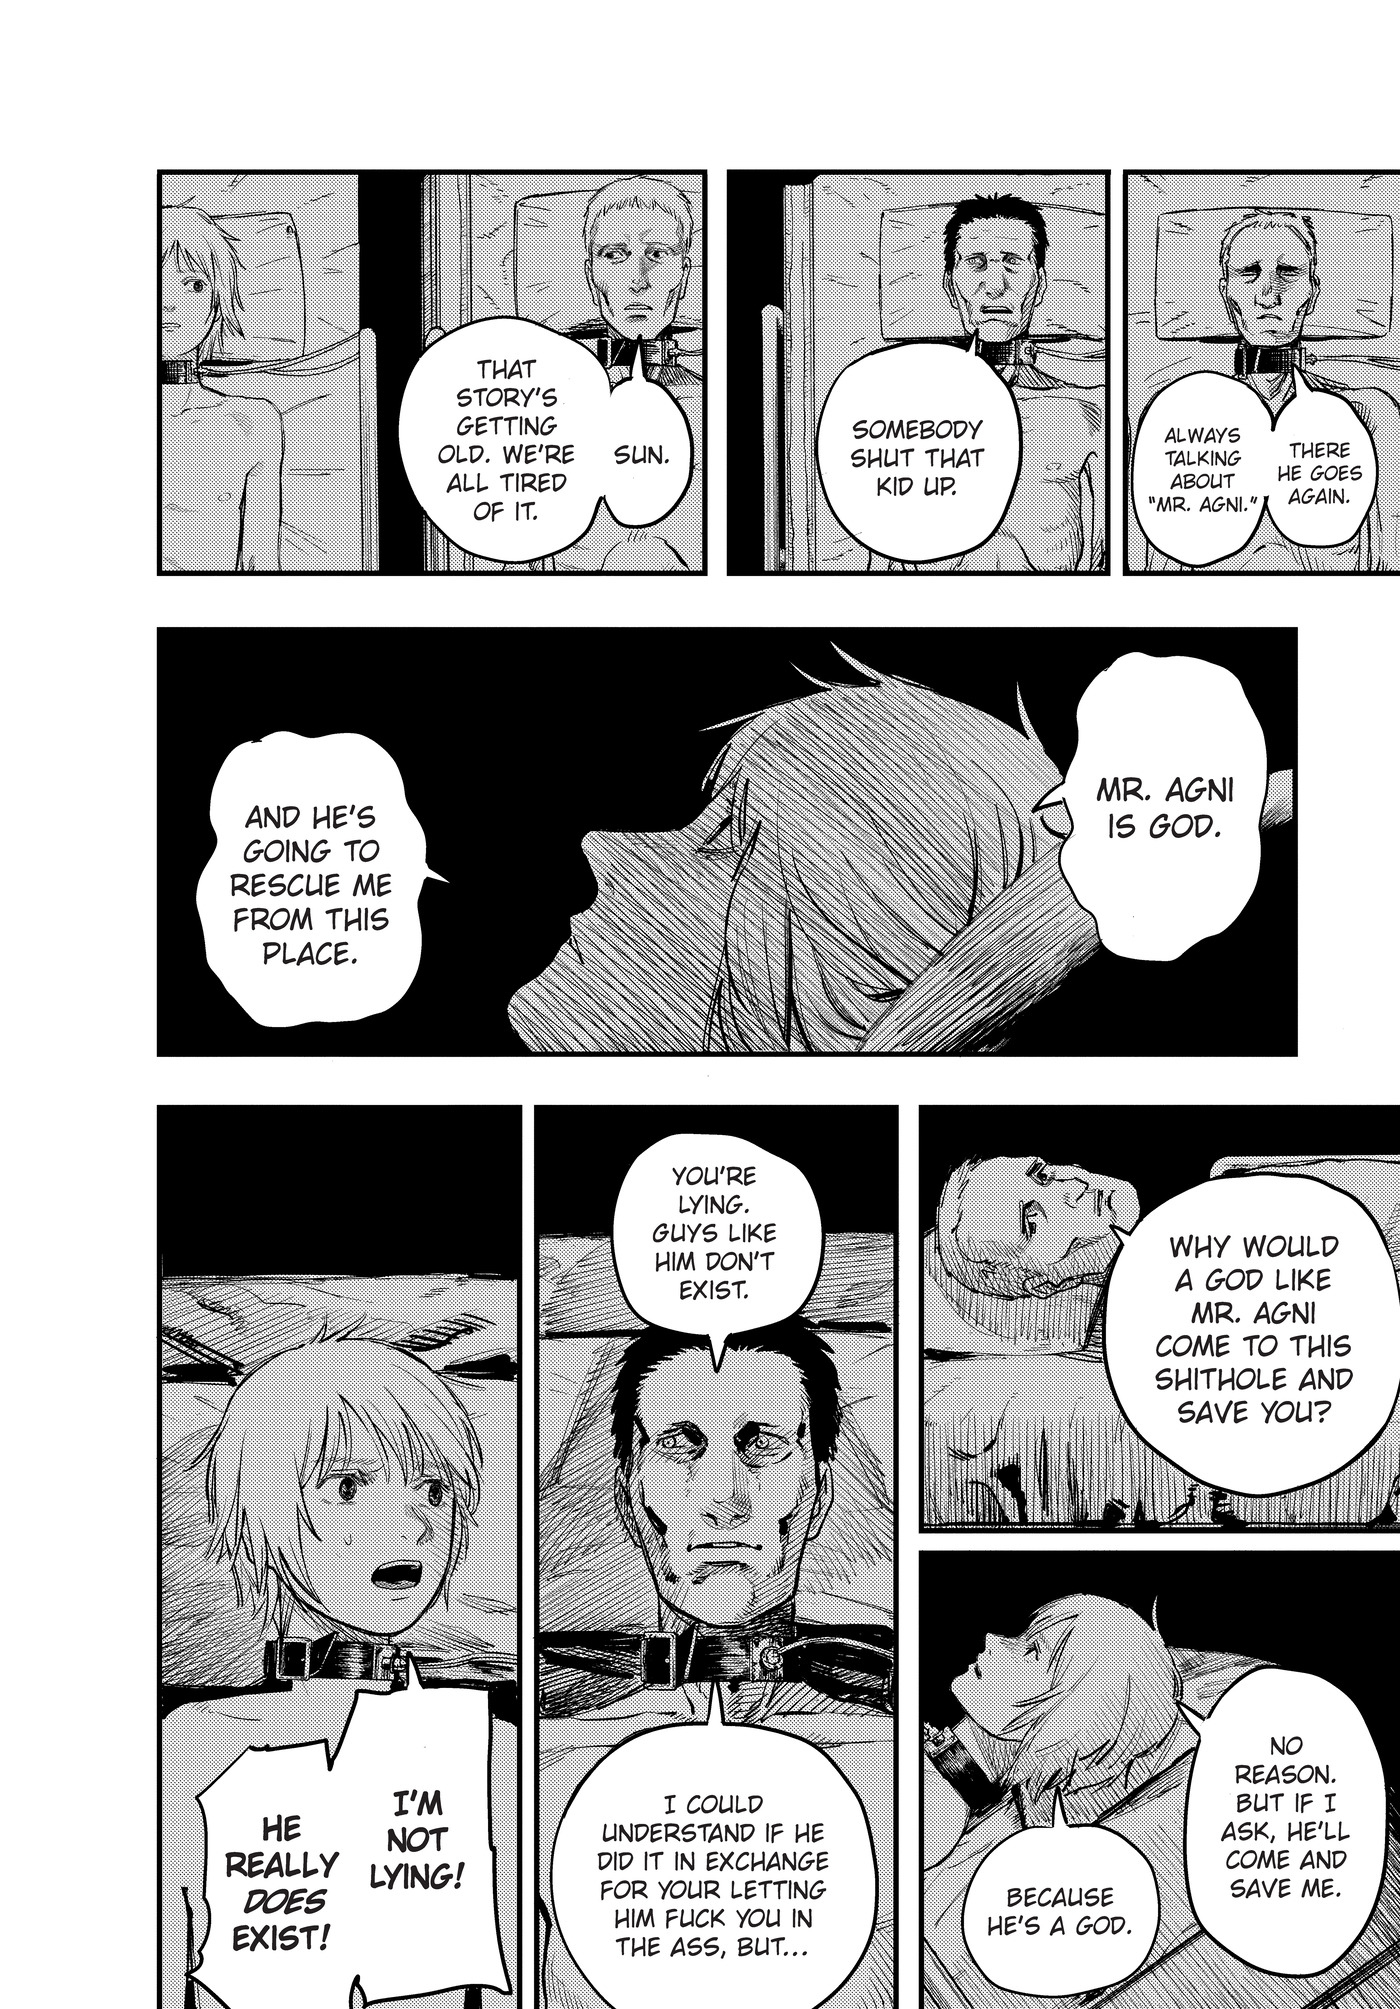 THERE
HE GOES
AGAIN.
ALWAYS
TALKING
ABOUT
"MR. AGNI."
SOMEBODY
SHUT THAT
KID UP.
SUN.
THAT
STORY'S
GETTING
OLD. WE'RE
ALL TIRED
OF IT.
MR. AGNI
IS GOD.
AND HE'S
GOING TO
RESCUE ME
FROM THIS
PLACE.
WHY WOULD
A GOD LIKE
MR. AGNI
COME TO THIS
SHITHOLE AND
SAVE YOU?
NO
REASON.
BUT IF I
ASK, HE'LL
COME AND
SAVE ME.
BECAUSE
HE'S A GOD.
YOU'RE
LYING.
GUYS LIKE
HIM DON'T
EXIST.
I COULD
UNDERSTAND IF HE
DID IT IN EXCHANGE
FOR YOUR LETTING
HIM FUCK YOU IN
THE ASS, BUT...
I'M
NOT
LYING!
HE
REALLY
DOES
EXIST!